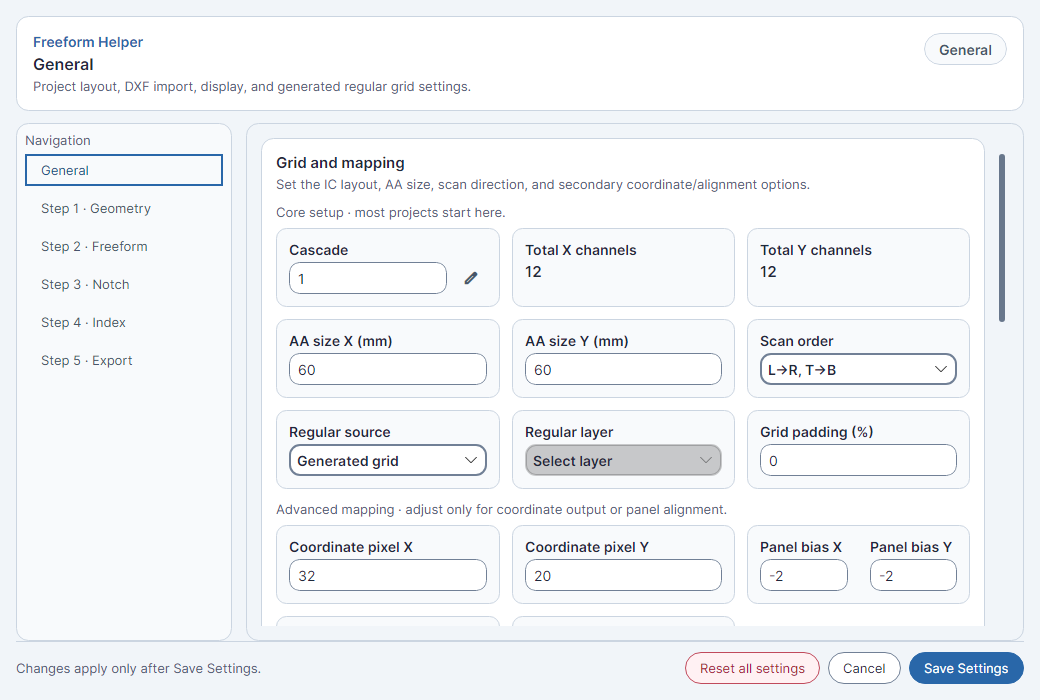 Freeform Helper
General
Project layout, DXF import, display, and generated regular grid settings.
General
Navigation
General
Step 1 · Geometry
Step 2 · Freeform
Step 3 · Notch
Step 4 · Index
Step 5 · Export
Grid and mapping
Set the IC layout, AA size, scan direction, and secondary coordinate/alignment options.
Core setup · most projects start here.
Cascade
1
Total X channels
12
Total Y channels
12
AA size X (mm)
60
AA size Y (mm)
60
Scan order
L→R, T→B
Regular source
Generated grid
Regular layer
Select layer
Grid padding (%)
0
Advanced mapping · adjust only for coordinate output or panel alignment.
Coordinate pixel X
32
Coordinate pixel Y
20
Panel bias X
-2
Panel bias Y
-2
Changes apply only after Save Settings.
Reset all settings
Cancel
Save Settings